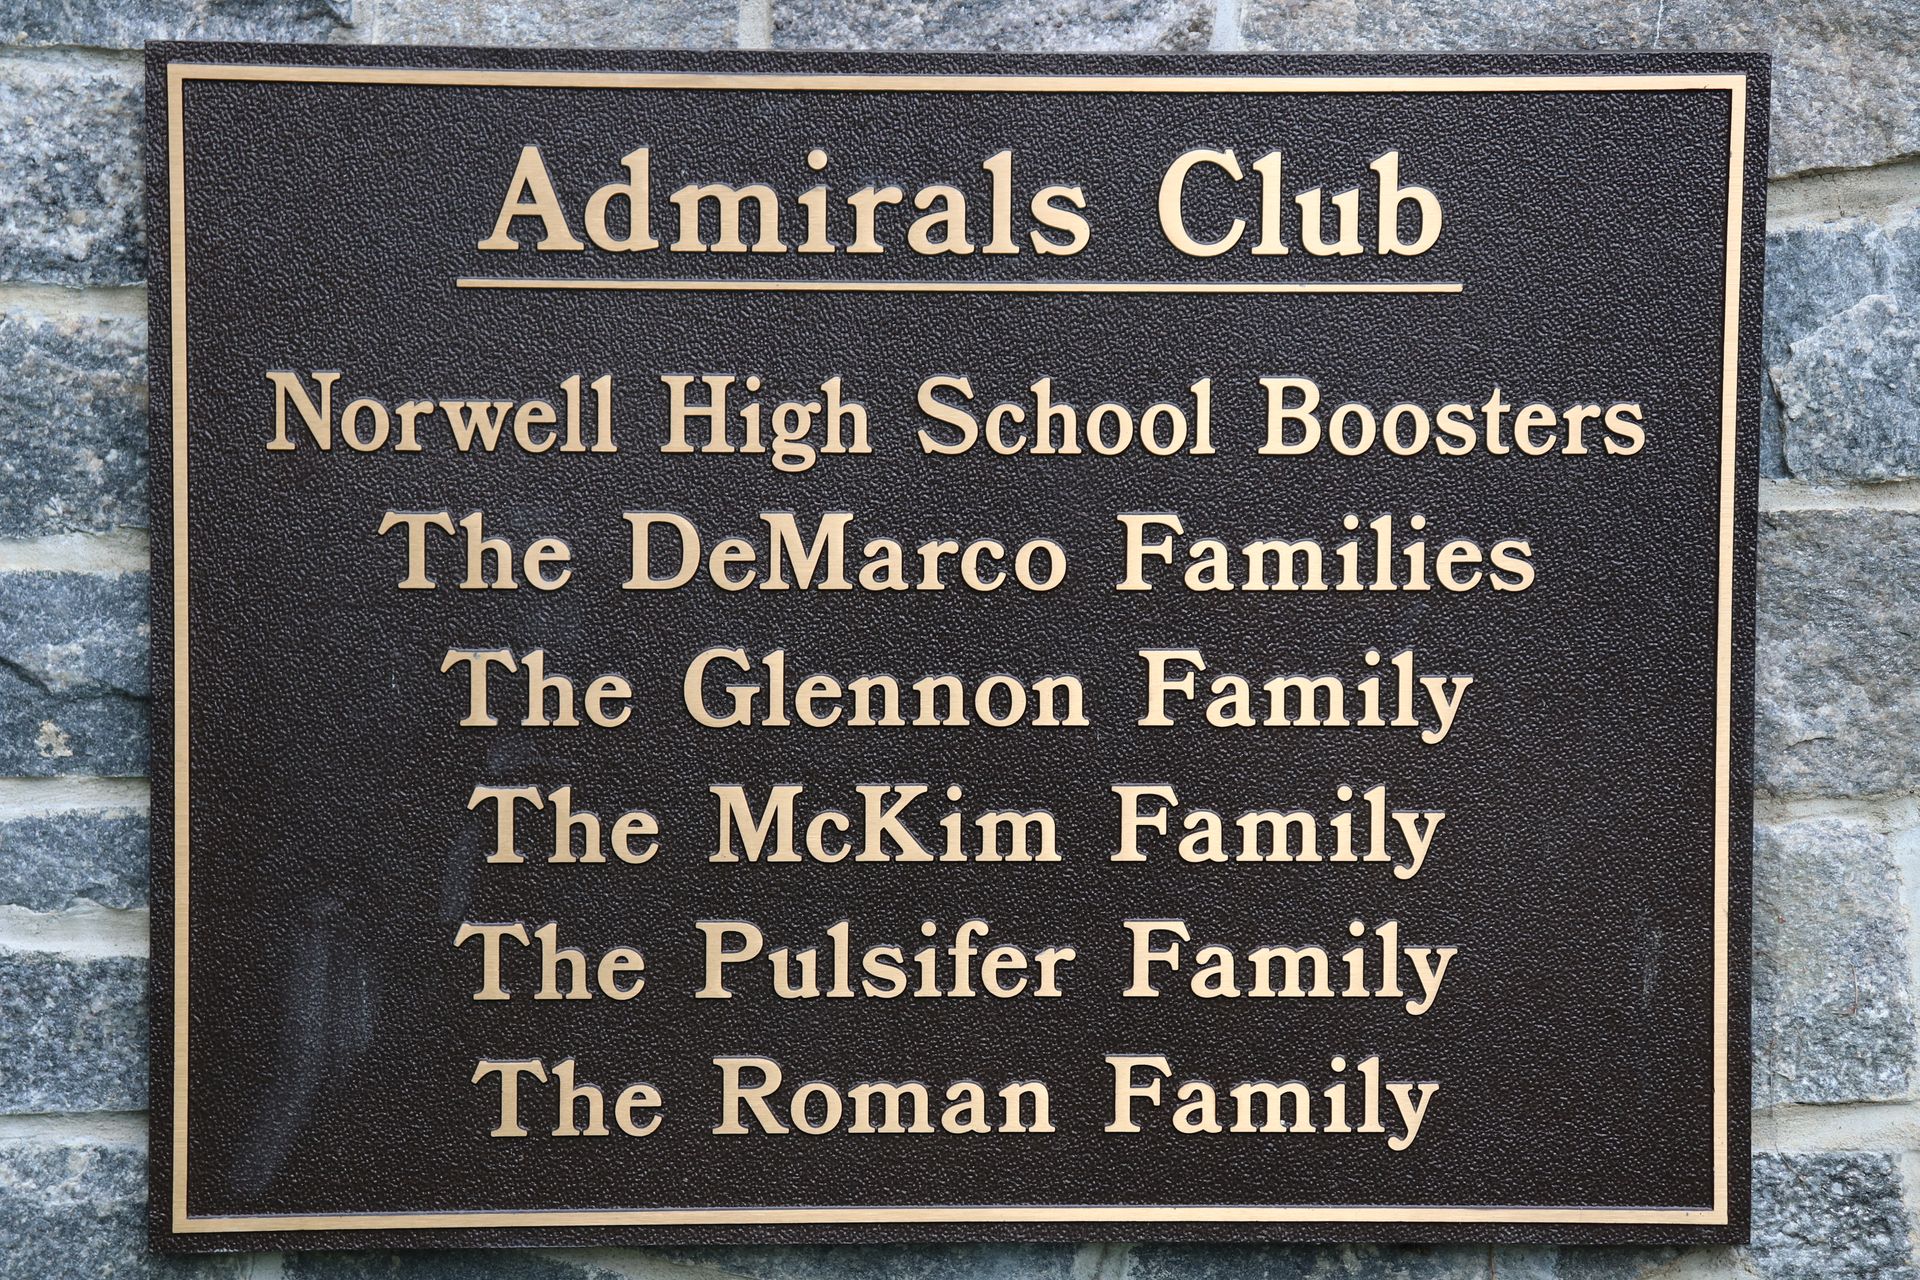 Admirals Club
Norwell High School Boosters
The DeMarco Families
The Glennon Family
The McKim Family
The Pulsifer Family
The Roman Family